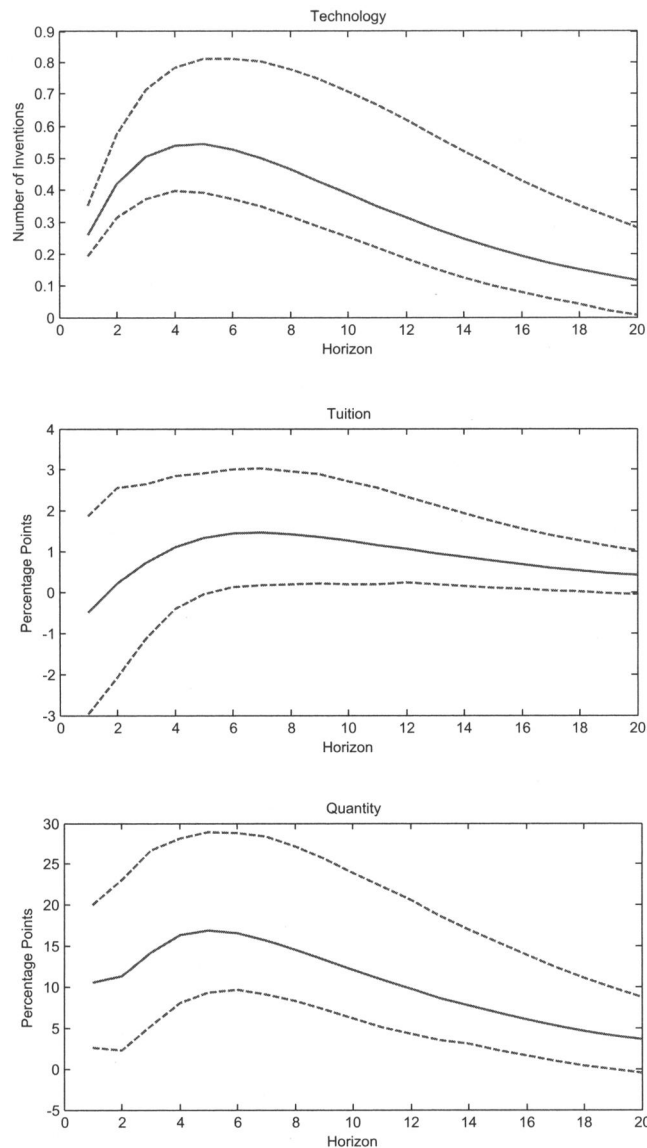 Technology
0.9
0.8
0.7
0.6
0.5
0.4
0.3
0.2
0.1
0
Number of Inventions
0 2 4 6 8 10 12 14 16 18 20
Horizon
Tuition
4
3
2
1
0
-1
-2
-3
Percentage Points
0 2 4 6 8 10 12 14 16 18 20
Horizon
Quantity
30
25
20
15
10
5
0
-5
Percentage Points
0 2 4 6 8 10 12 14 16 18 20
Horizon